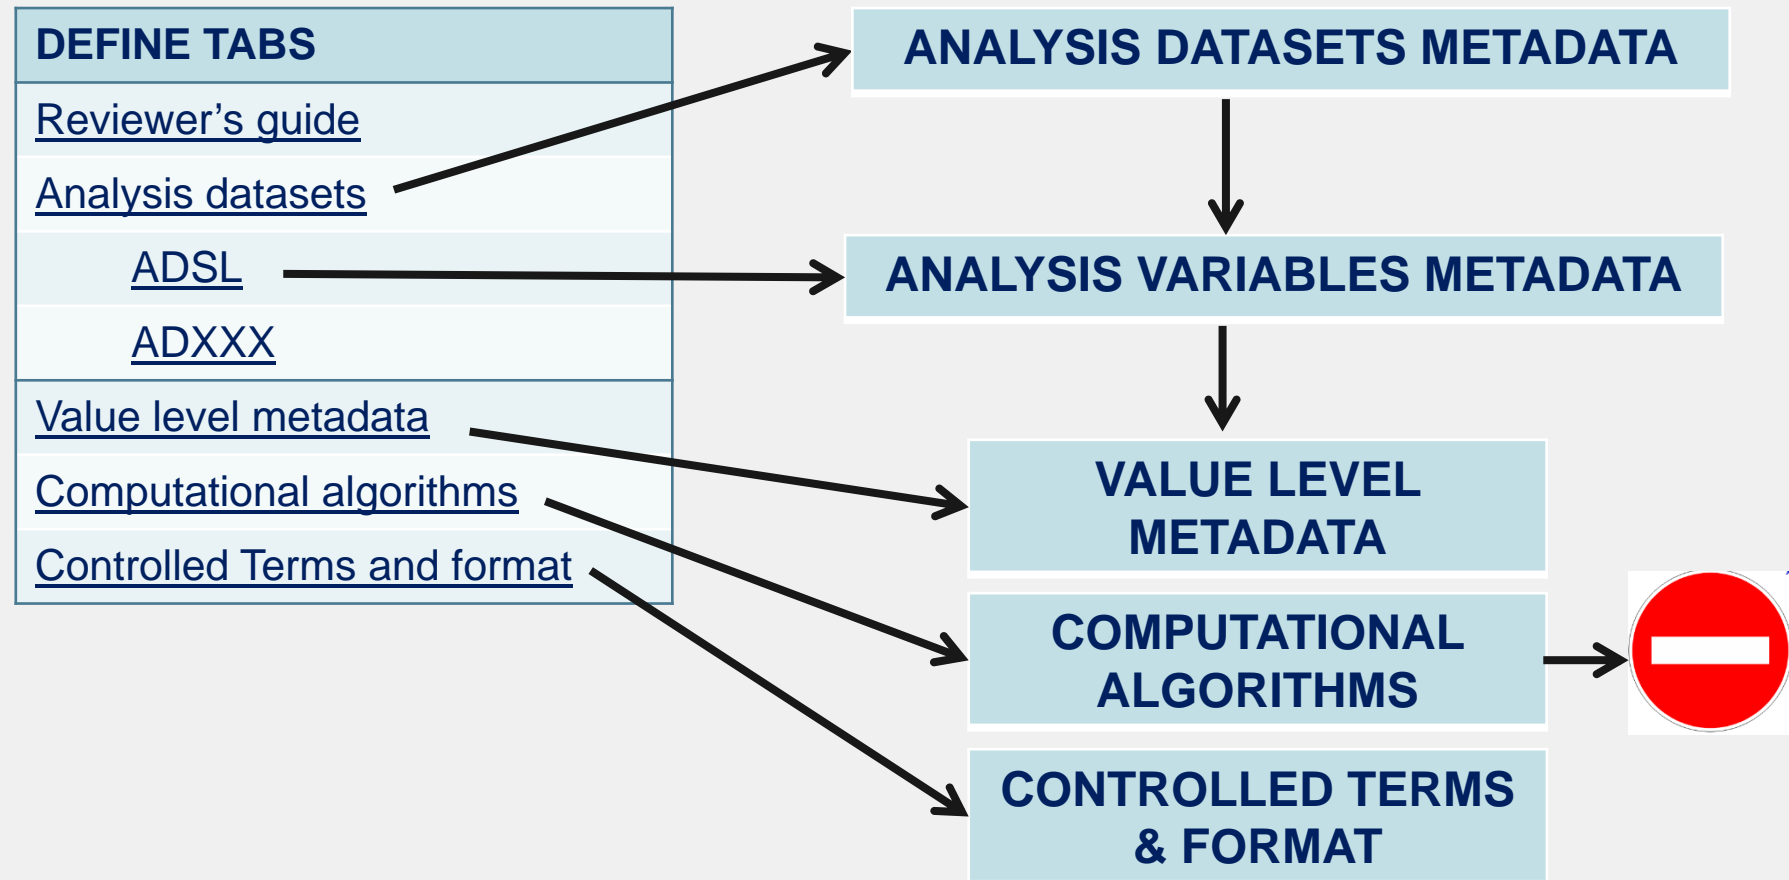 DEFINE TABS
Reviewer’s guide
Analysis datasets
ADSL
ADXXX
Value level metadata
Computational algorithms
Controlled Terms and format
ANALYSIS DATASETS METADATA
ANALYSIS VARIABLES METADATA
VALUE LEVEL
METADATA
COMPUTATIONAL
ALGORITHMS
CONTROLLED TERMS
& FORMAT